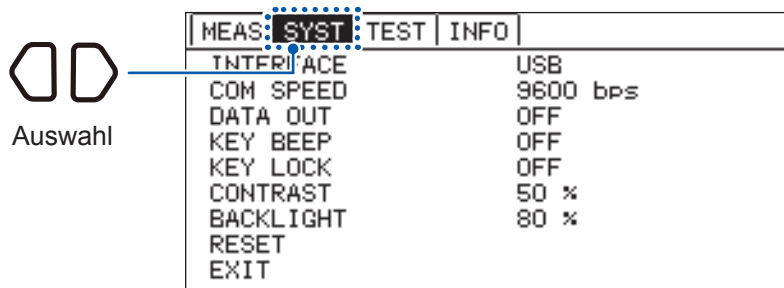 MEAS SYST TEST INFO
INTERFACE USB
COM SPEED 9600 bps
DATA OUT OFF
KEY BEEP OFF
KEY LOCK OFF
CONTRAST 50 %
BACKLIGHT 80 %
RESET
EXIT
Auswahl